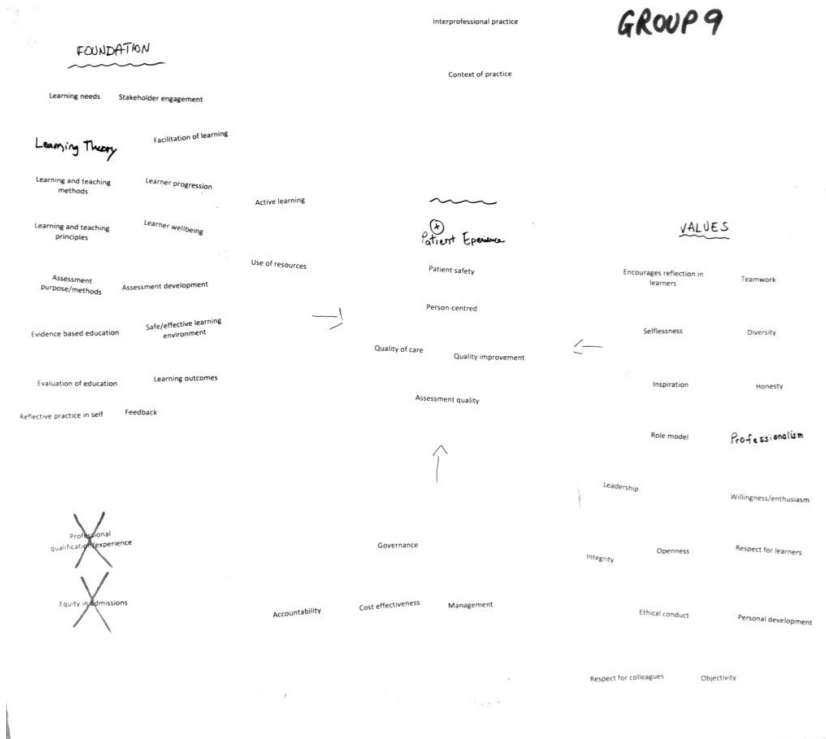 GROUP 9
Interprofessional practice
Context of practice
FOUNDATION
Learning needs
Stakeholder engagement
Learning Theory
Facilitation of learning
Learning and teaching
methods
Learner progression
Learning and teaching
principles
Learner wellbeing
Assessment
purpose/methods
Assessment development
Evidence based education
Safe/effective learning
environment
Evaluation of education
Learning outcomes
Reflective practice in self
Feedback
Professional
qualification/experience
Equity in admissions
Active learning
Use of resources
+
Patient Eperience
Patient safety
Person-centred
Quality of care
Quality improvement
Assessment quality
Governance
Accountability
Cost effectiveness
Management
VALUES
Encourages reflection in
learners
Teamwork
Selflessness
Diversity
Inspiration
Honesty
Role model
Professionalism
Leadership
Willingness/enthusiasm
Integrity
Openness
Respect for learners
Ethical conduct
Personal development
Respect for colleagues
Objectivity